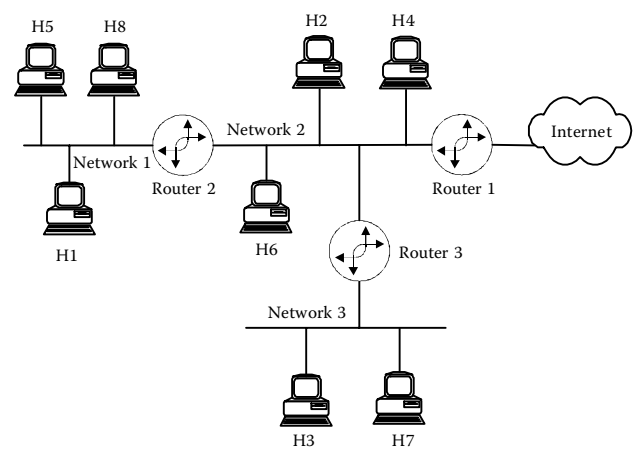 H5
H8
H2
H4
Network 2
Internet
Network 1
Router 2
Router 1
H1
H6
Router 3
Network 3
H3
H7